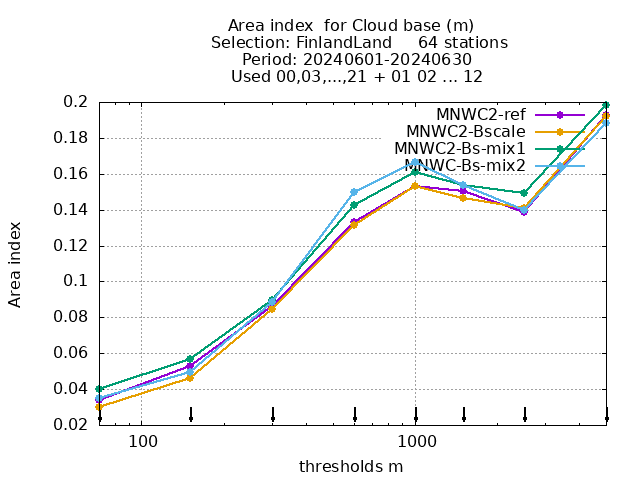 Area index  for Cloud base (m)
Selection: FinlandLand     64 stations
Period: 20240601-20240630
Used 00,03,...,21 + 01 02 ... 12
MNWC2-ref
MNWC2-Bscale
MNWC2-Bs-mix1
MNWC-Bs-mix2
0.2
0.18
0.16
0.14
0.12
0.1
0.08
0.06
0.04
0.02
Area index
100
1000
thresholds m